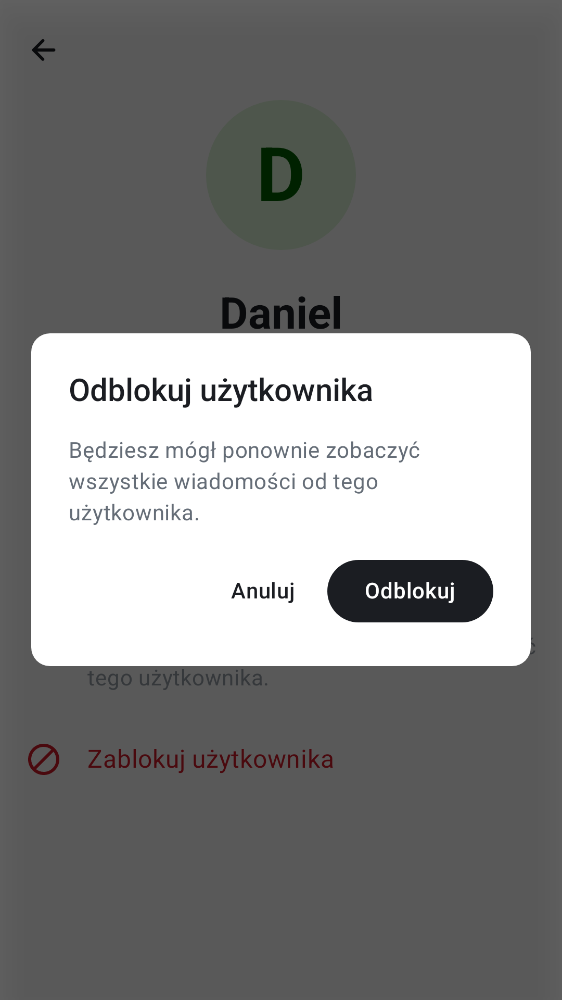 D
Daniel
Odblokuj użytkownika
Będziesz mógł ponownie zobaczyć
wszystkie wiadomości od tego
użytkownika.
Anuluj
Odblokuj
tego użytkownika.
Zablokuj użytkownika